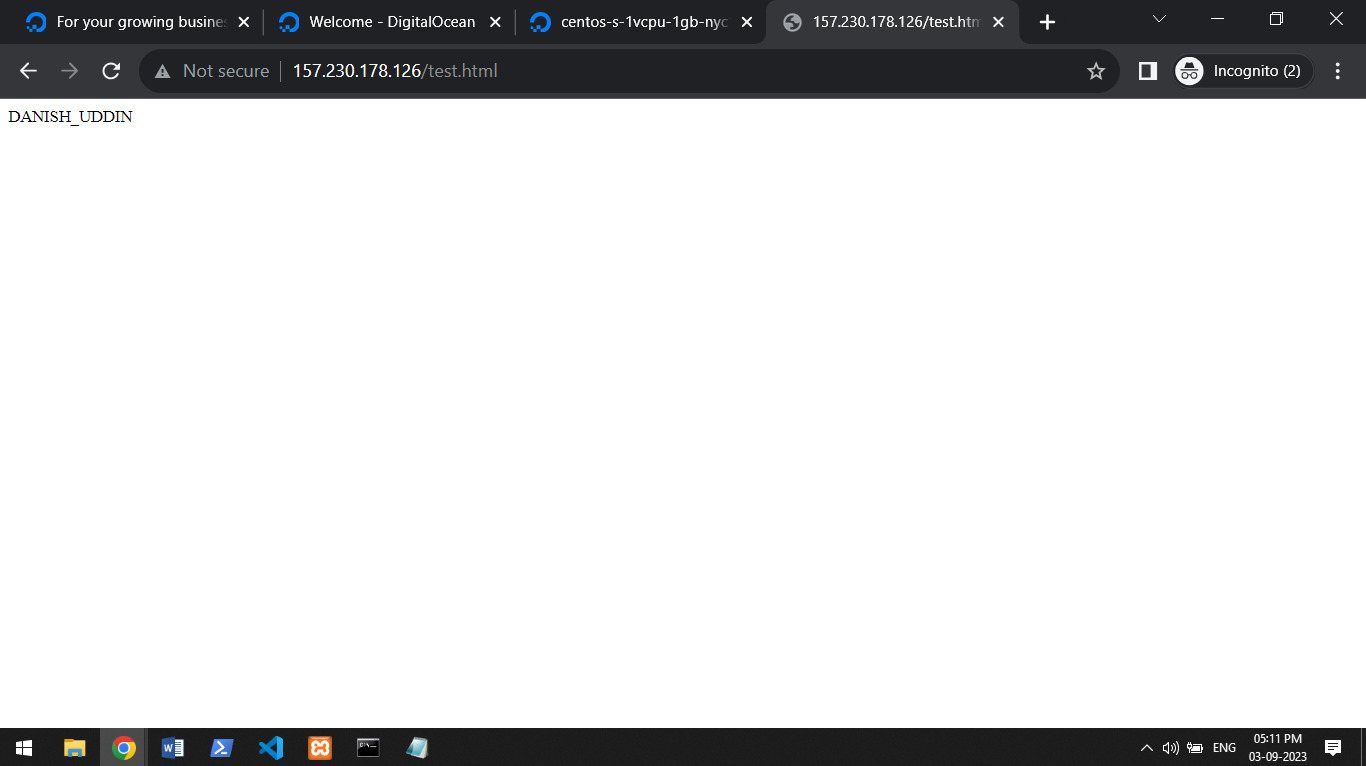 For your growing busines
Welcome - DigitalOcean
centos-s-1vcpu-1gb-nyc
157.230.178.126/test.htm
Not secure
157.230.178.126/test.html
Incognito (2)
DANISH_UDDIN
ENG
05:11 PM
03-09-2023